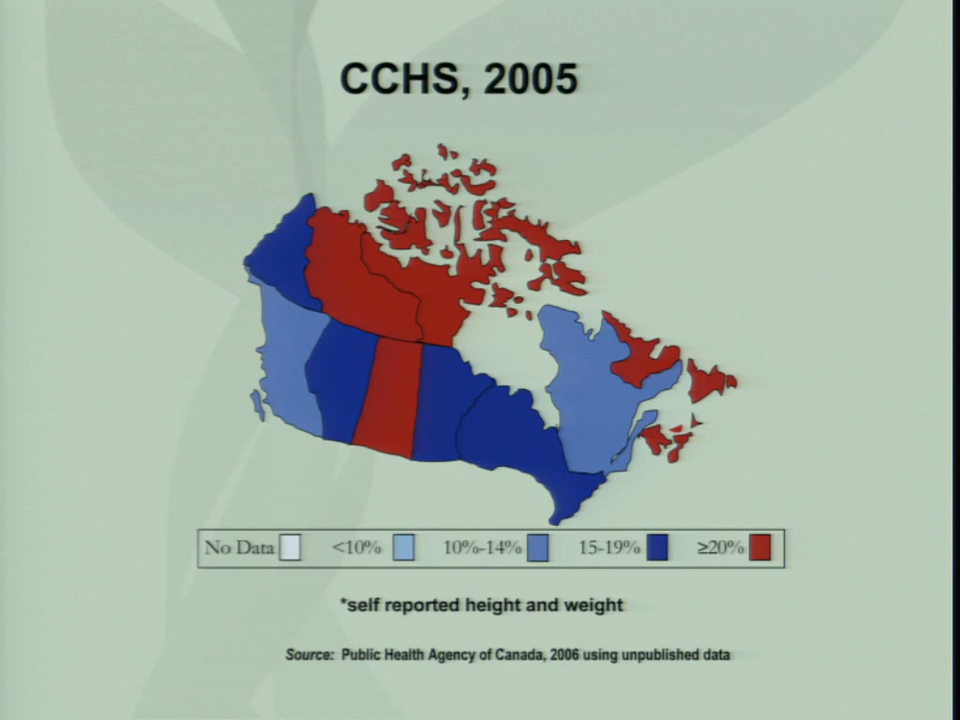 CCHS, 2005
No Data <10% 10%-14% 15-19% ≥20%
*self reported height and weight
Source: Public Health Agency of Canada, 2006 using unpublished data